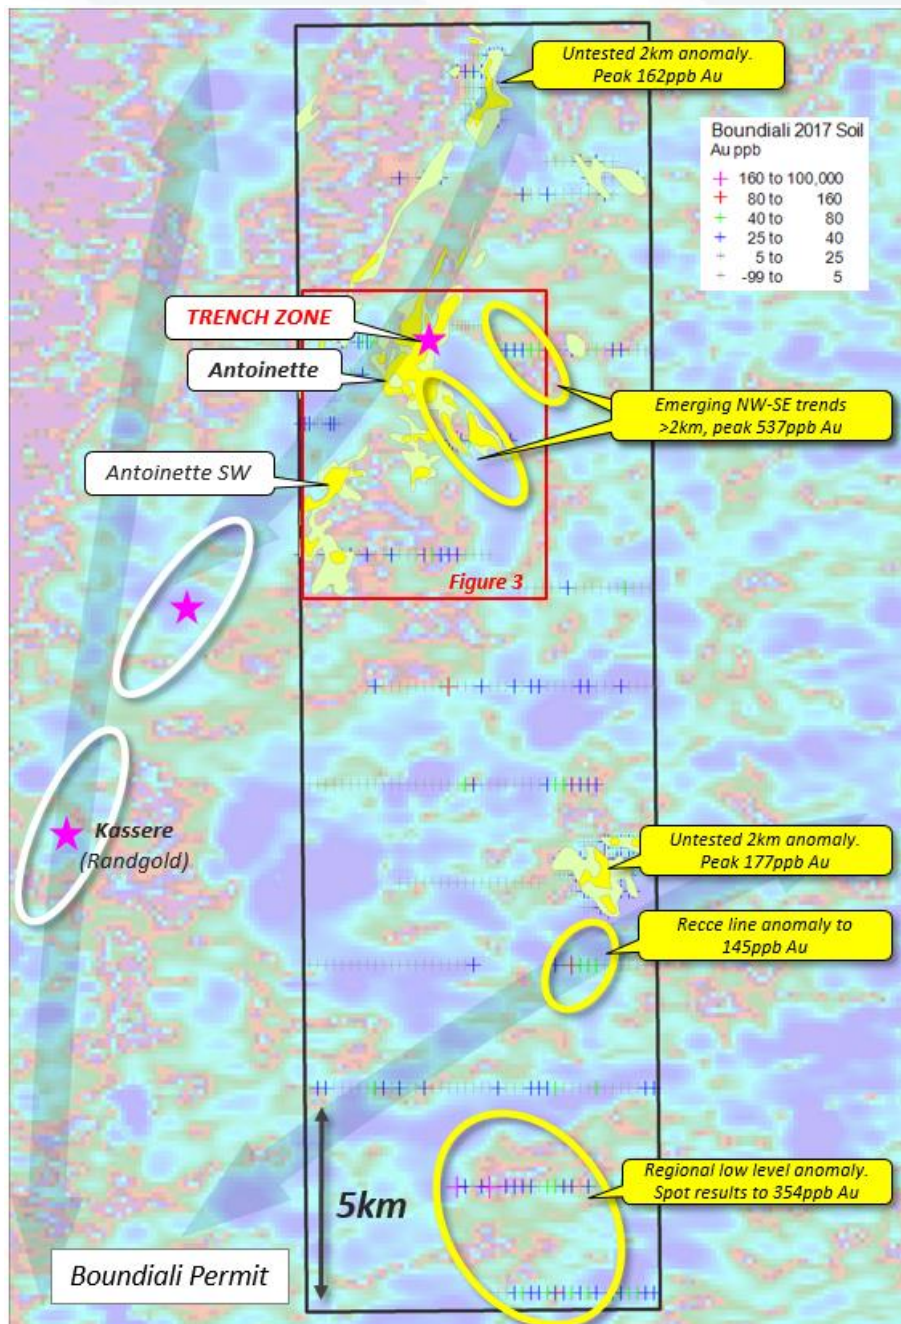 Untested 2km anomaly.
Peak 162ppb Au
Boundiali 2017 Soil
Au ppb
160 to 100,000
80 to 160
40 to 80
25 to 40
5 to 25
-99 to 5
TRENCH ZONE
Antoinette
Emerging NW-SE trends
>2km, peak 537ppb Au
Antoinette SW
Figure 3
Kassere
(Randgold)
Untested 2km anomaly.
Peak 177ppb Au
Recce line anomaly to
145ppb Au
Regional low level anomaly.
Spot results to 354ppb Au
5km
Boundiali Permit